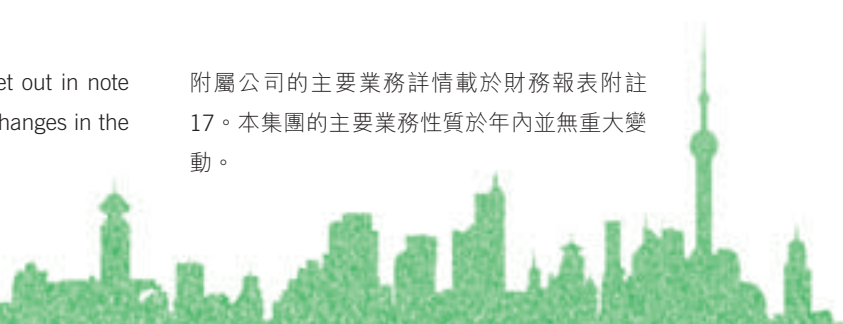 et out in note
hanges in the
附屬公司的主要業務詳情載於財務報表附註
17。本集團的主要業務性質於年內並無重大變
動。